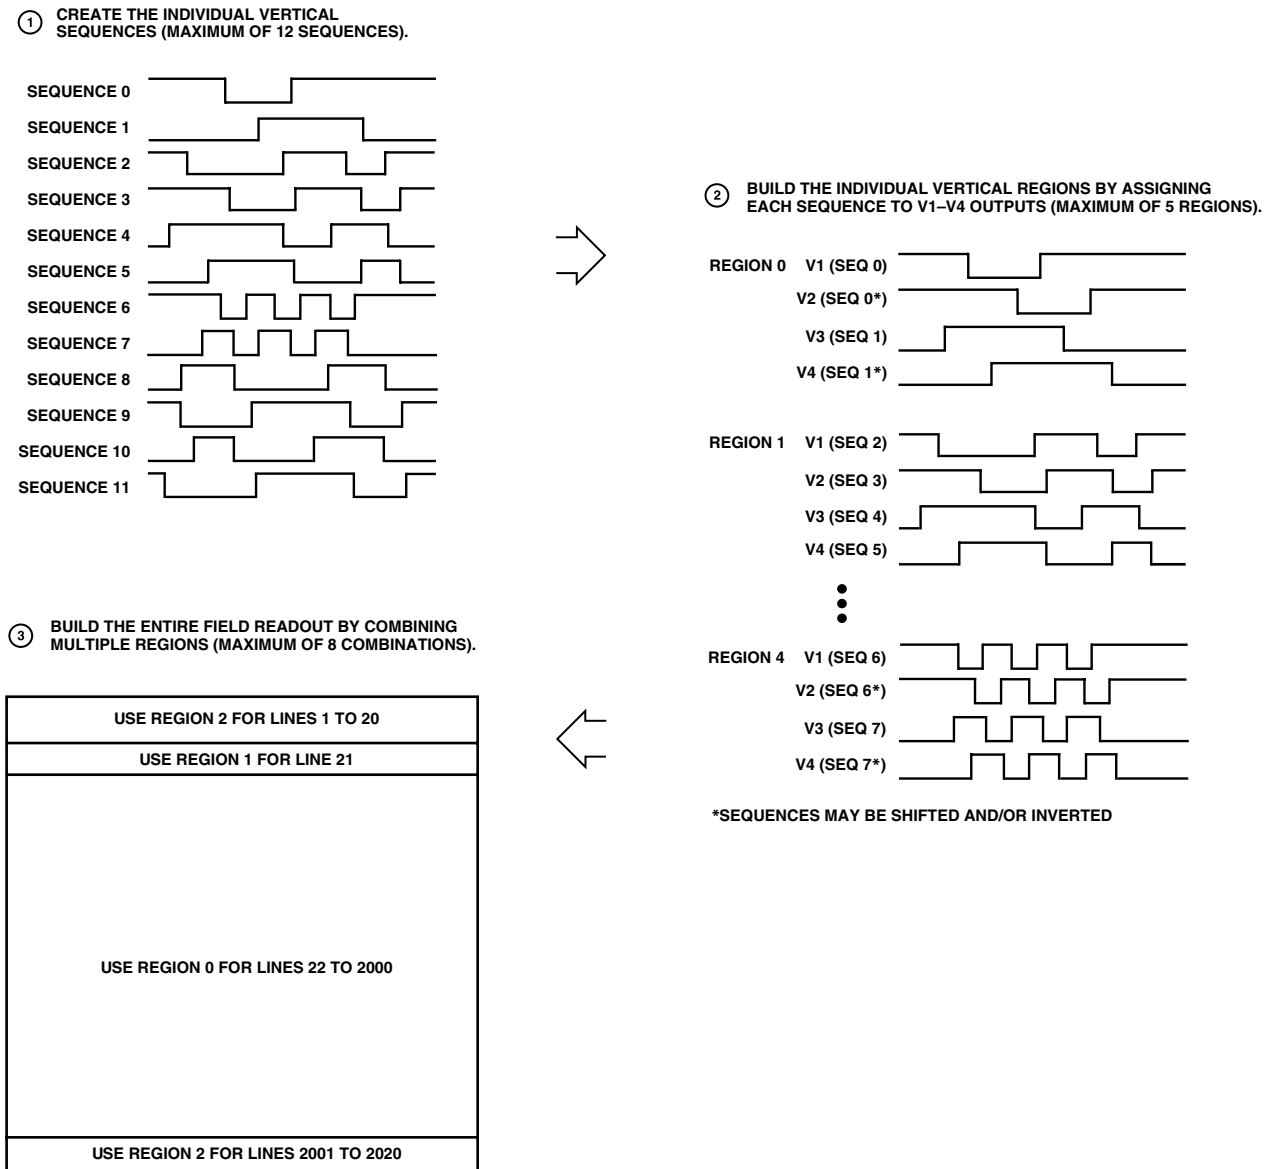 1 CREATE THE INDIVIDUAL VERTICAL
SEQUENCES (MAXIMUM OF 12 SEQUENCES).
SEQUENCE 0
SEQUENCE 1
SEQUENCE 2
SEQUENCE 3
SEQUENCE 4
SEQUENCE 5
SEQUENCE 6
SEQUENCE 7
SEQUENCE 8
SEQUENCE 9
SEQUENCE 10
SEQUENCE 11
2 BUILD THE INDIVIDUAL VERTICAL REGIONS BY ASSIGNING
EACH SEQUENCE TO V1–V4 OUTPUTS (MAXIMUM OF 5 REGIONS).
REGION 0 V1 (SEQ 0)
V2 (SEQ 0*)
V3 (SEQ 1)
V4 (SEQ 1*)
REGION 1 V1 (SEQ 2)
V2 (SEQ 3)
V3 (SEQ 4)
V4 (SEQ 5)
REGION 4 V1 (SEQ 6)
V2 (SEQ 6*)
V3 (SEQ 7)
V4 (SEQ 7*)
*SEQUENCES MAY BE SHIFTED AND/OR INVERTED
3 BUILD THE ENTIRE FIELD READOUT BY COMBINING
MULTIPLE REGIONS (MAXIMUM OF 8 COMBINATIONS).
USE REGION 2 FOR LINES 1 TO 20
USE REGION 1 FOR LINE 21
USE REGION 0 FOR LINES 22 TO 2000
USE REGION 2 FOR LINES 2001 TO 2020